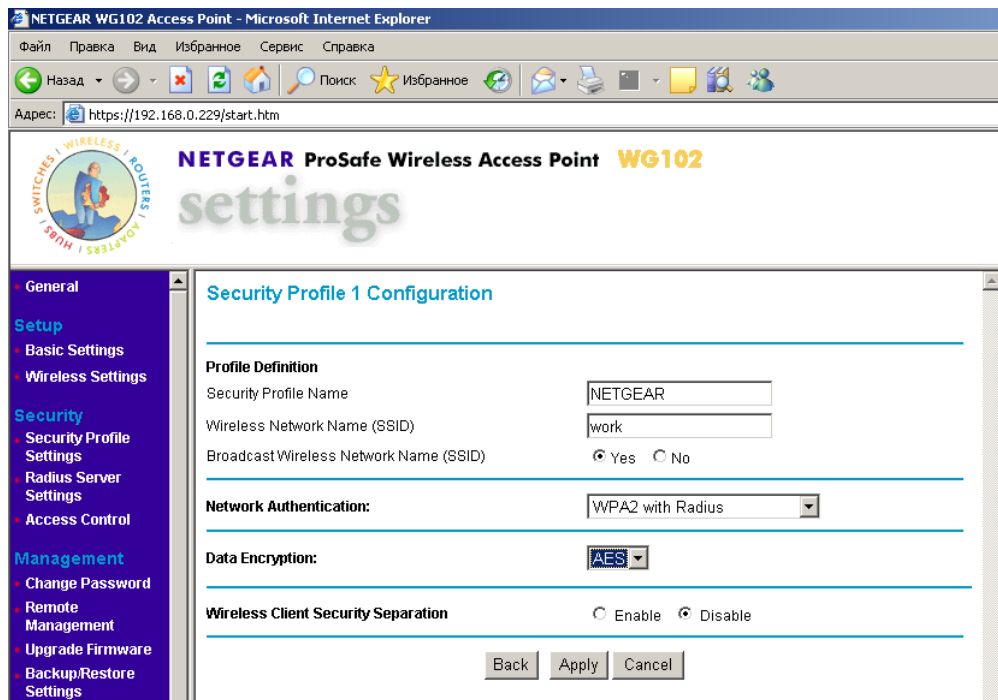 NETGEAR WG102 Access Point - Microsoft Internet Explorer
Файл Правка Вид Избранное Сервис Справка
Назад Поиск Избранное
Адрес: https://192.168.0.229/start.htm
WIRELESS | ROUTERS | ADAPTERS | HUBS | SWITCHES
NETGEAR ProSafe Wireless Access Point WG102
settings
General
Setup
Basic Settings
Wireless Settings
Security
Security Profile
Settings
Radius Server
Settings
Access Control
Management
Change Password
Remote
Management
Upgrade Firmware
Backup/Restore
Settings
Security Profile 1 Configuration
Profile Definition
Security Profile Name NETGEAR
Wireless Network Name (SSID) work
Broadcast Wireless Network Name (SSID) Yes No
Network Authentication: WPA2 with Radius
Data Encryption: AES
Wireless Client Security Separation Enable Disable
Back Apply Cancel